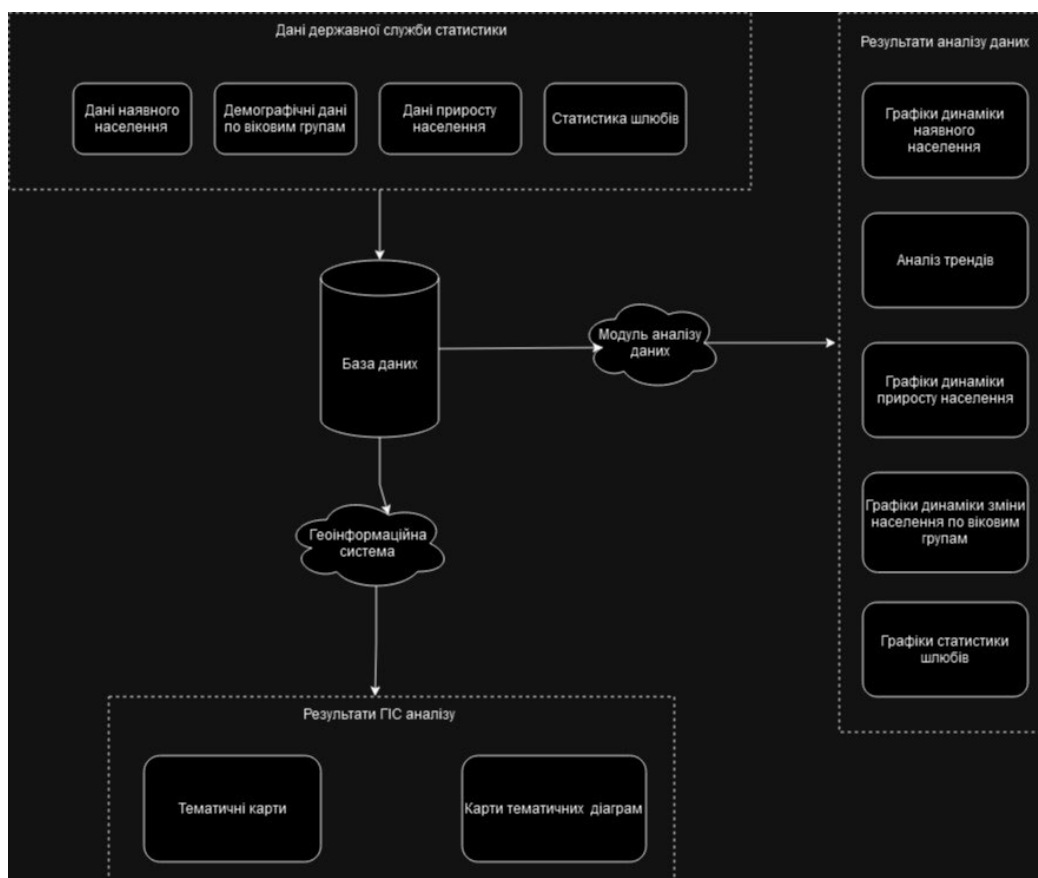 Дані державної служби статистики
Дані наявного
населення
Демографічні дані
по віковим групам
Дані приросту
населення
Статистика шлюбів
База даних
Модуль аналізу
даних
Геоінформаційна
система
Результати ГІС аналізу
Тематичні карти
Карти тематичних діаграм
Результати аналізу даних
Графіки динаміки
наявного
населення
Аналіз трендів
Графіки динаміки
приросту населення
Графіки динаміки зміни
населення по віковим
групам
Графіки статистики
шлюбів